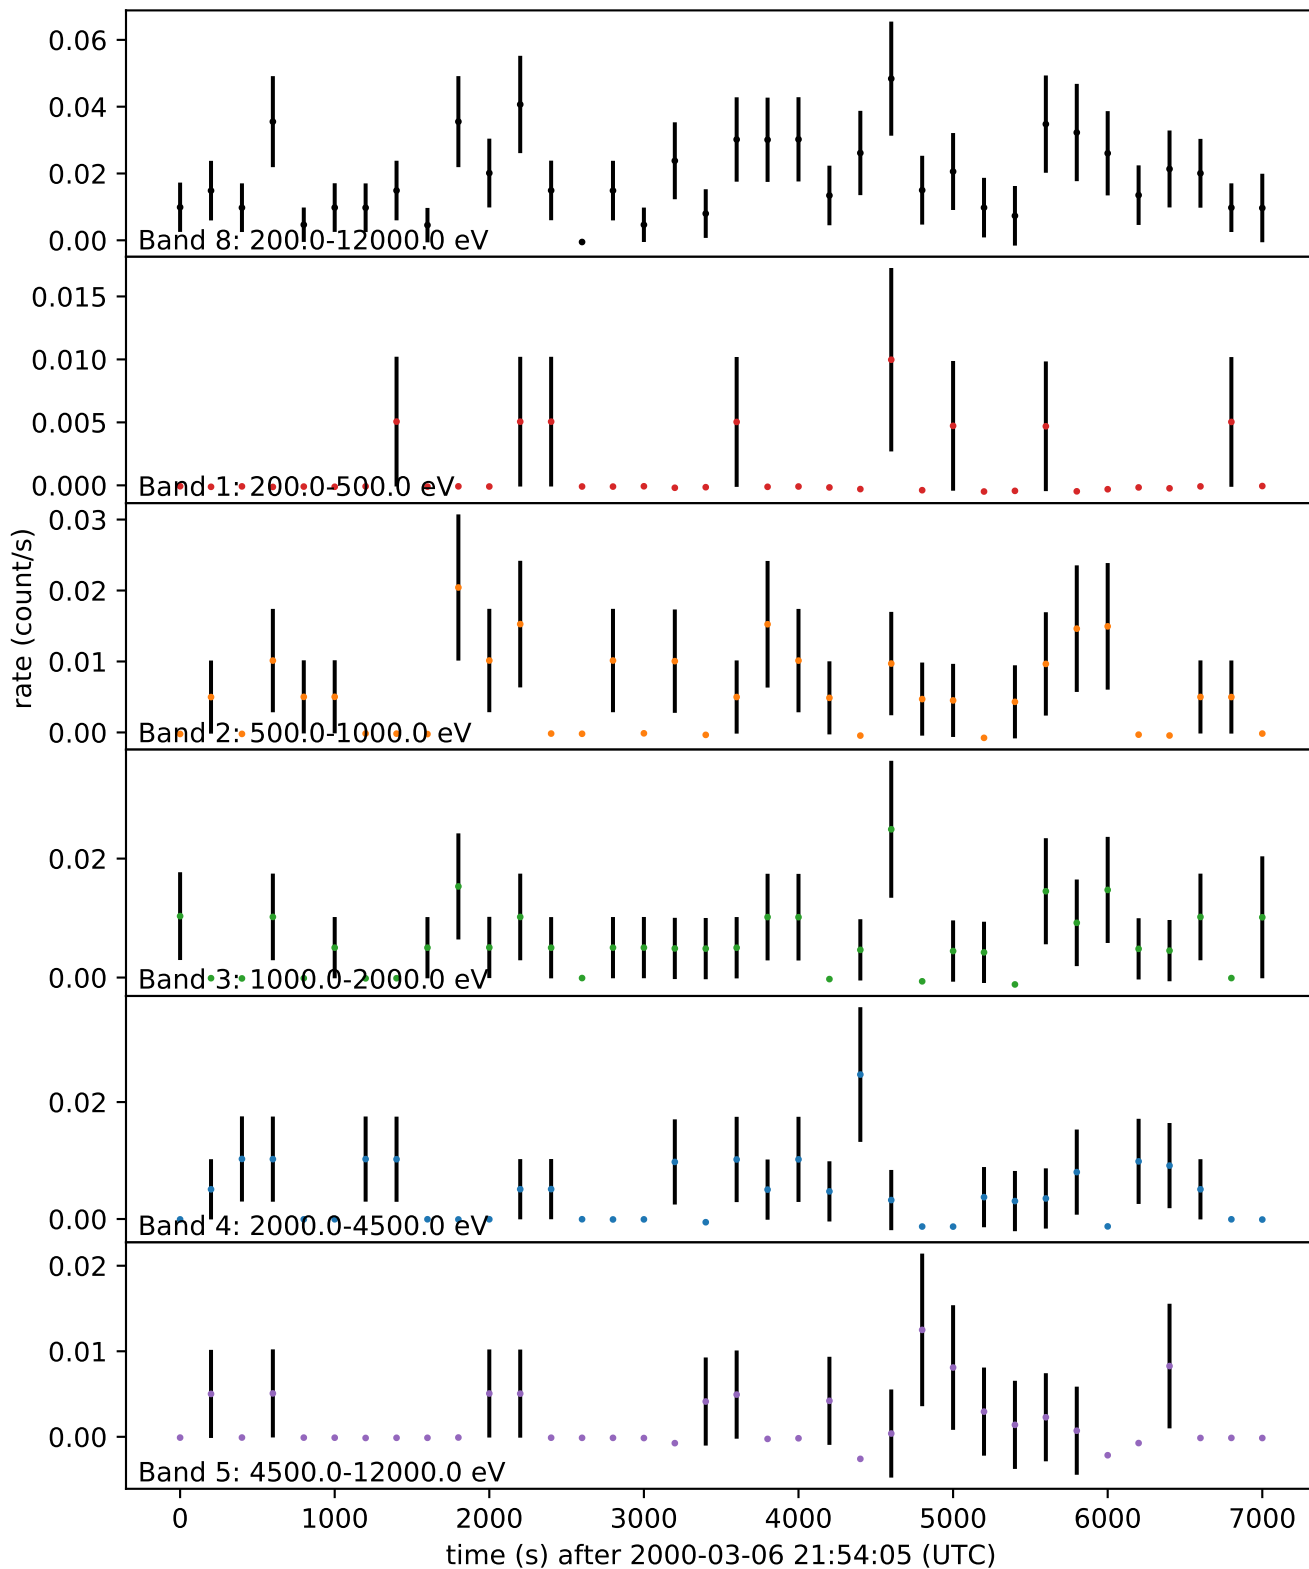 0.06
0.04
0.02
0.00
Band 8: 200.0-12000.0 eV
0.015
0.010
0.005
0.000
Band 1: 200.0-500.0 eV
rate (count/s)
0.03
0.02
0.01
0.00
Band 2: 500.0-1000.0 eV
0.02
0.00
Band 3: 1000.0-2000.0 eV
0.02
0.00
Band 4: 2000.0-4500.0 eV
0.02
0.01
0.00
Band 5: 4500.0-12000.0 eV
0 1000 2000 3000 4000 5000 6000 7000
time (s) after 2000-03-06 21:54:05 (UTC)